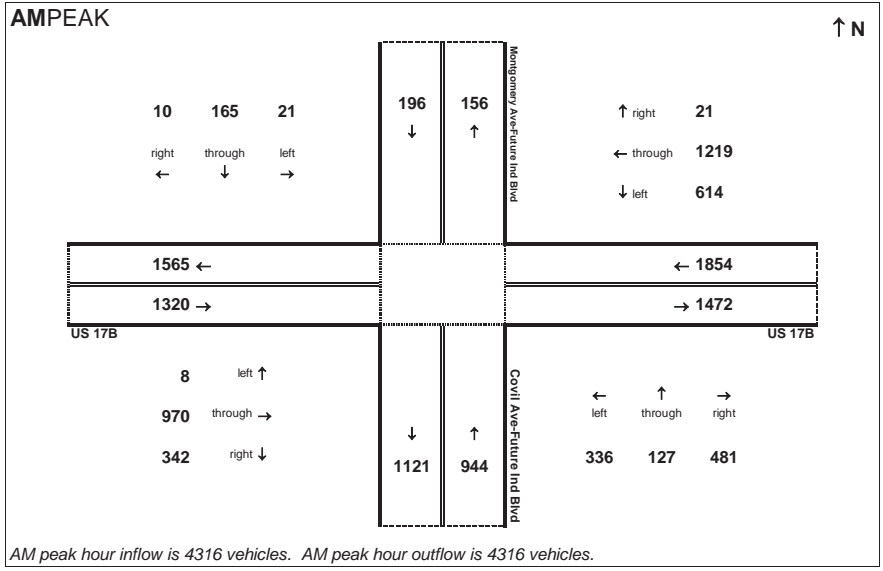 AMPEAK
↑ N
10 165 21
right through left
← ↓ →
196 156
↓ ↑
Montgomery Ave-Future Ind Blvd
↑ right 21
← through 1219
↓ left 614
1565 ←
1320 →
← 1854
→ 1472
US 17B
US 17B
8 left ↑
970 through →
342 right ↓
↓ ↑
1121 944
Covil Ave-Future Ind Blvd
← ↑ →
left through right
336 127 481
AM peak hour inflow is 4316 vehicles. AM peak hour outflow is 4316 vehicles.